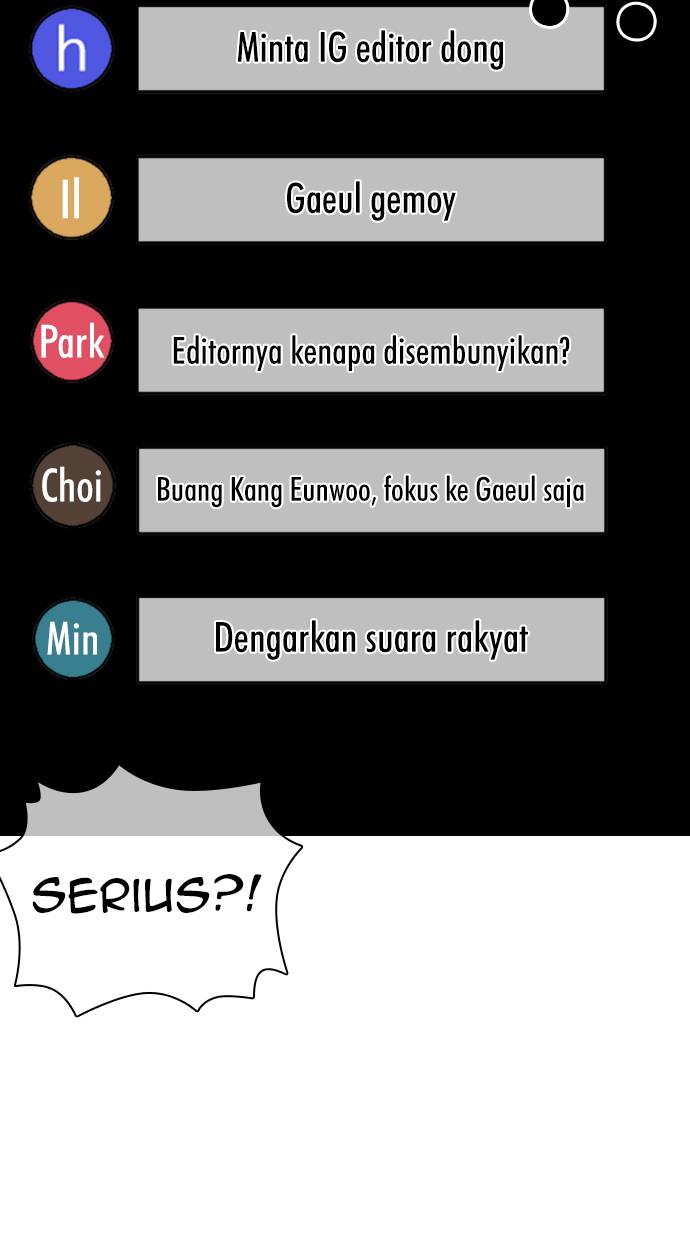 h
Minta IG editor dong
Il
Gaeul gemoy
Park
Editornya kenapa disembunyikan?
Choi
Buang Kang Eunwoo, fokus ke Gaeul saja
Min
Dengarkan suara rakyat
SERIUS?!